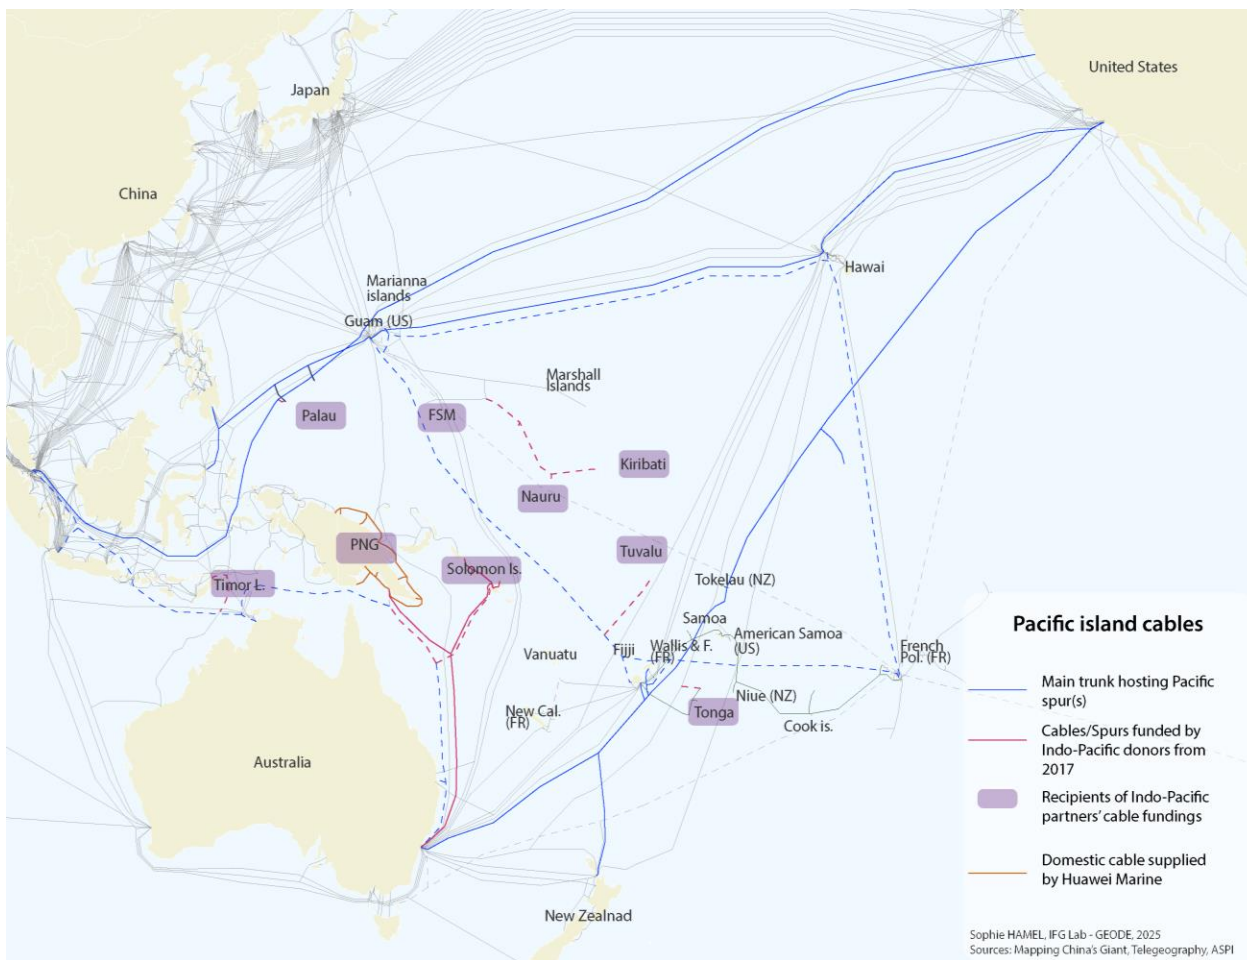 United States
Japan
China
Hawai
Marianna
islands
Guam (US)
Marshall
Islands
Palau
FSM
Kiribati
Nauru
PNG
Tuvalu
Solomon Is.
Timor L.
Tokelau (NZ)
Samoa
American Samoa
(US)
Fijji
Wallis & F.
(FR)
Vanuatu
French
Pol. (FR)
Niue (NZ)
New Cal.
(FR)
Tonga
Cook is.
Australia
New Zealnad
Pacific island cables
Main trunk hosting Pacific
spur(s)
Cables/Spurs funded by
Indo-Pacific donors from
2017
Recipients of Indo-Pacific
partners' cable fundings
Domestic cable supplied
by Huawei Marine
Sophie HAMEL, IFG Lab - GEODE, 2025
Sources: Mapping China's Giant, Telegeography, ASPI